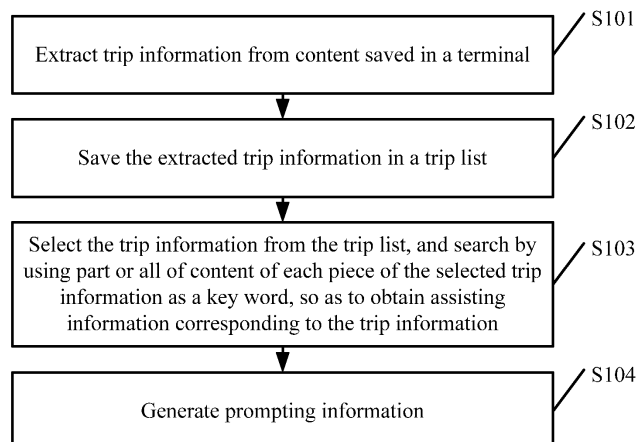 S101
Extract trip information from content saved in a terminal
S102
Save the extracted trip information in a trip list
S103
Select the trip information from the trip list, and search by
using part or all of content of each piece of the selected trip
information as a key word, so as to obtain assisting
information corresponding to the trip information
S104
Generate prompting information